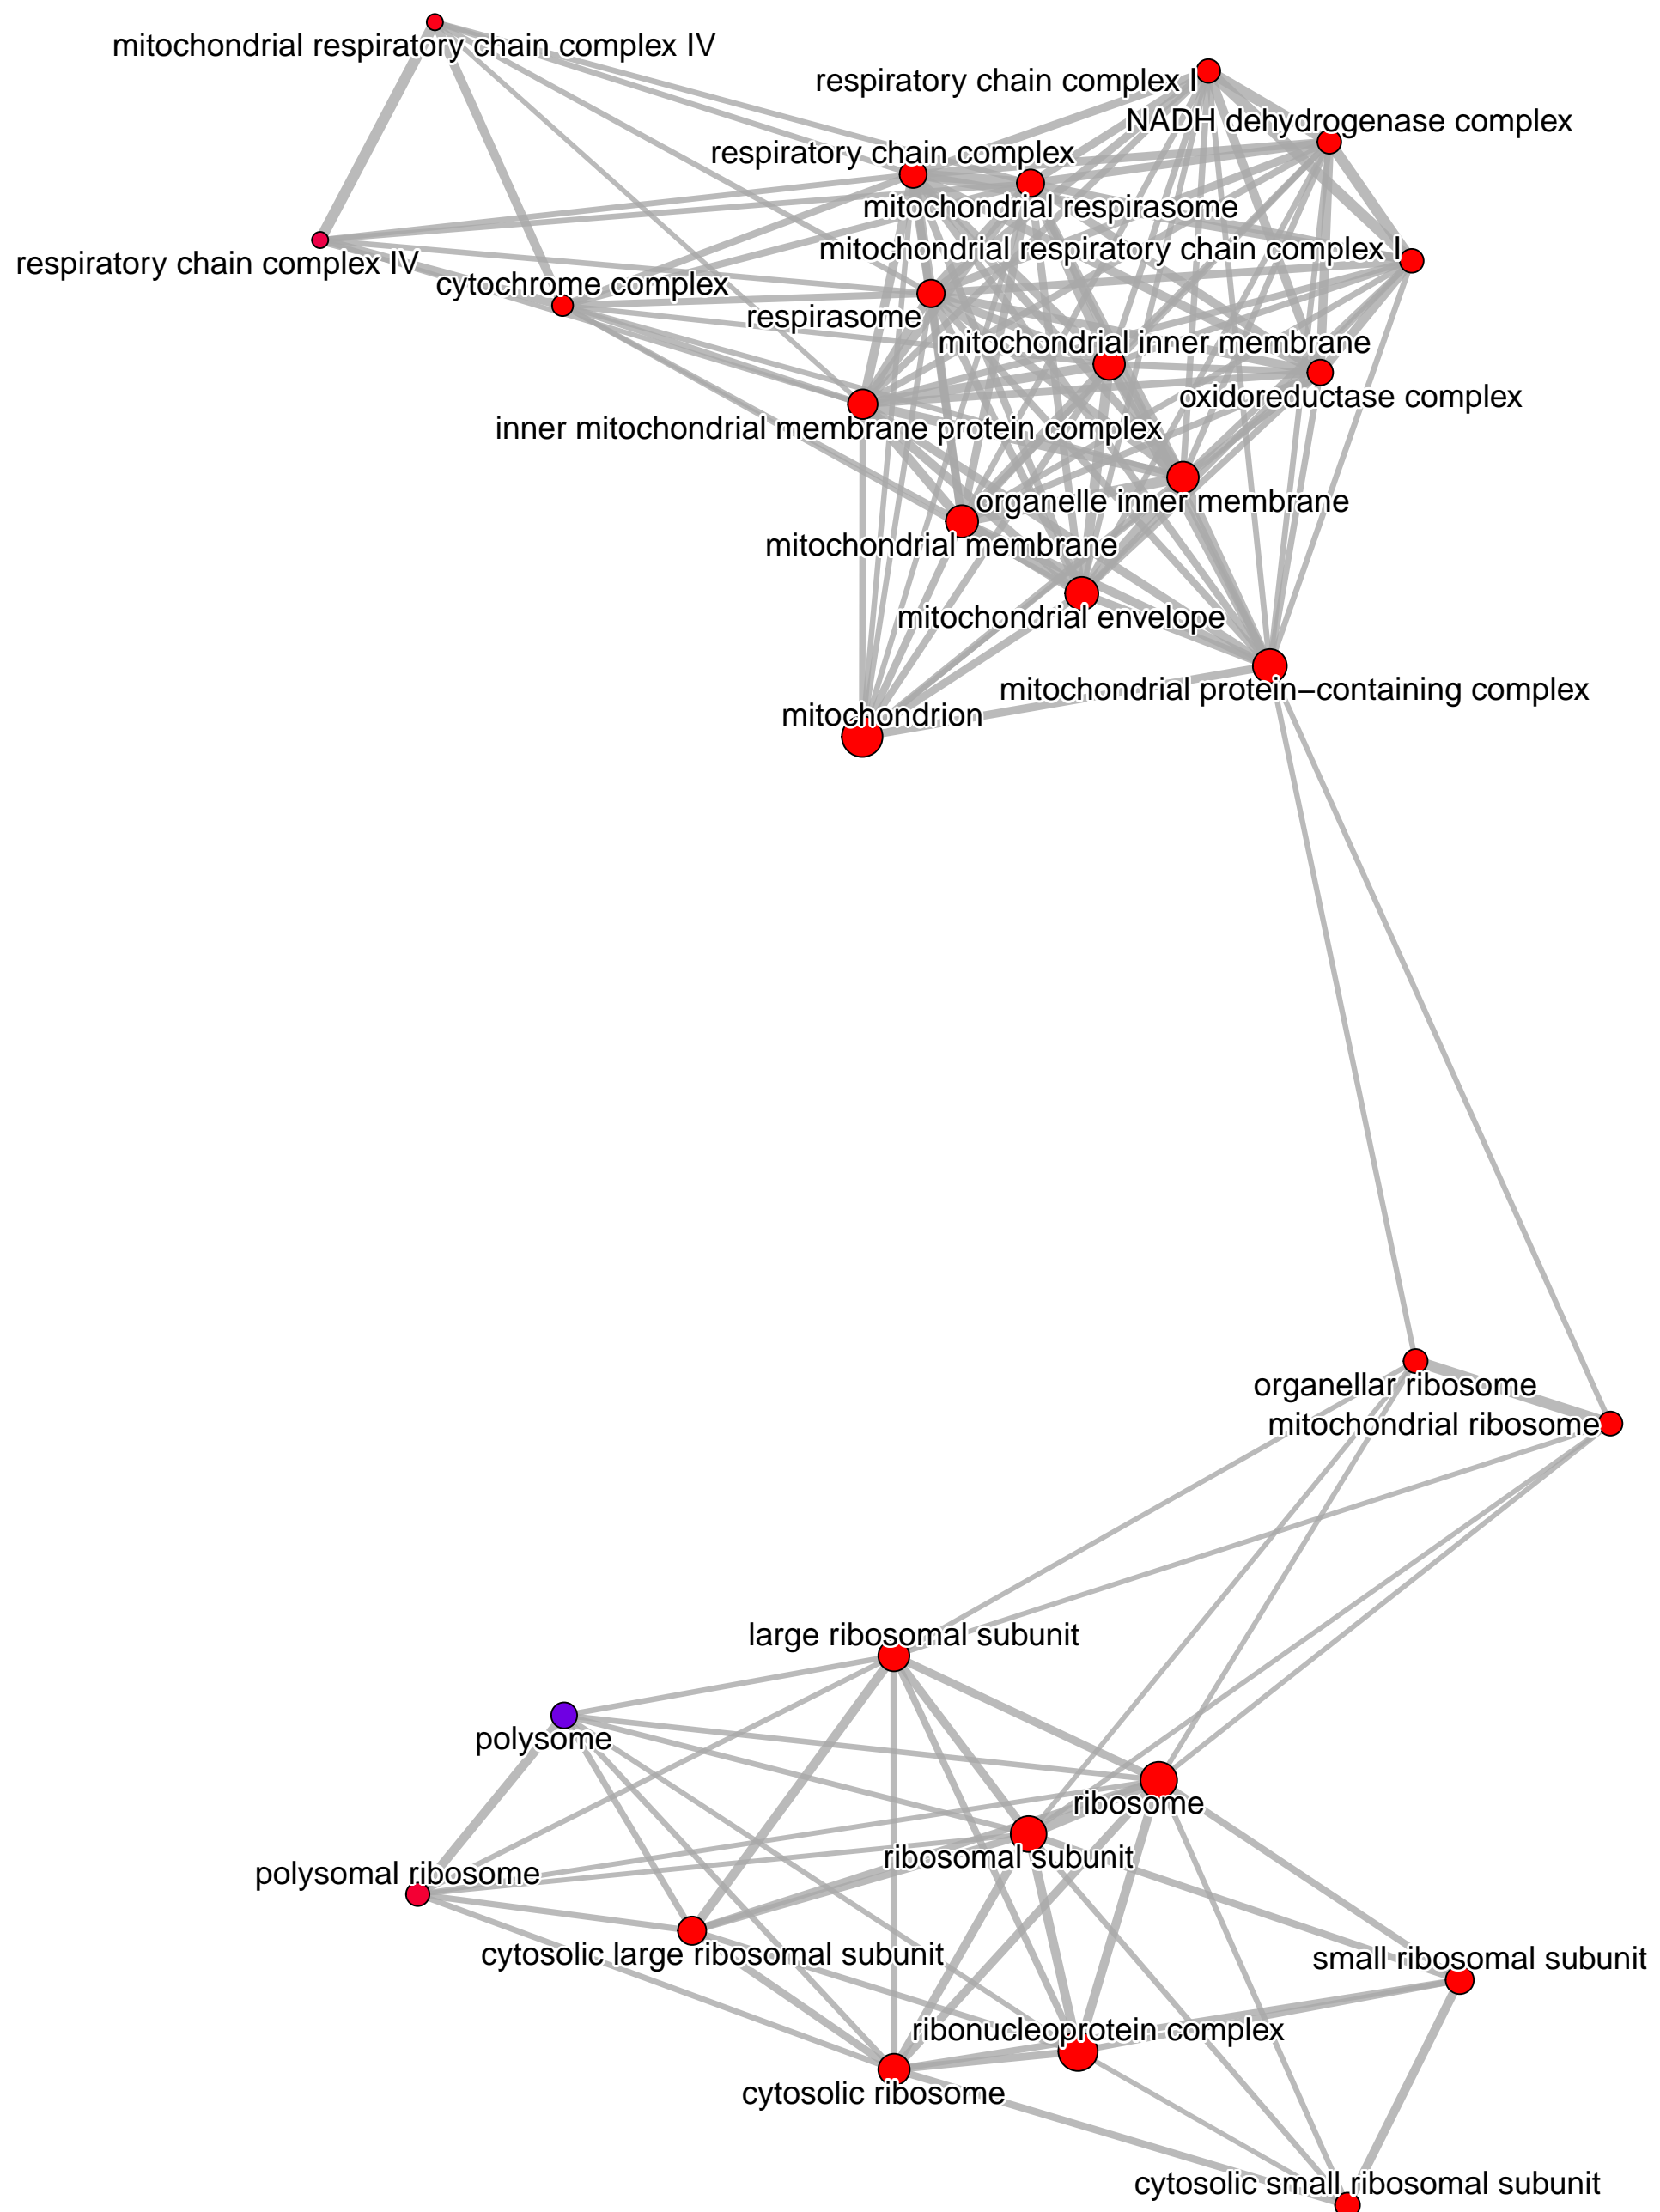 mitochondrial respiratory chain complex IV
respiratory chain complex I
NADH dehydrogenase complex
respiratory chain complex
mitochondrial respirasome
mitochondrial respiratory chain complex I
respiratory chain complex IV
cytochrome complex
respirasome
mitochondrial inner membrane
oxidoreductase complex
inner mitochondrial membrane protein complex
organelle inner membrane
mitochondrial membrane
mitochondrial envelope
mitochondrial protein−containing complex
mitochondrion
organellar ribosome
mitochondrial ribosome
large ribosomal subunit
polysome
ribosome
ribosomal subunit
polysomal ribosome
cytosolic large ribosomal subunit
small ribosomal subunit
ribonucleoprotein complex
cytosolic ribosome
cytosolic small ribosomal subunit